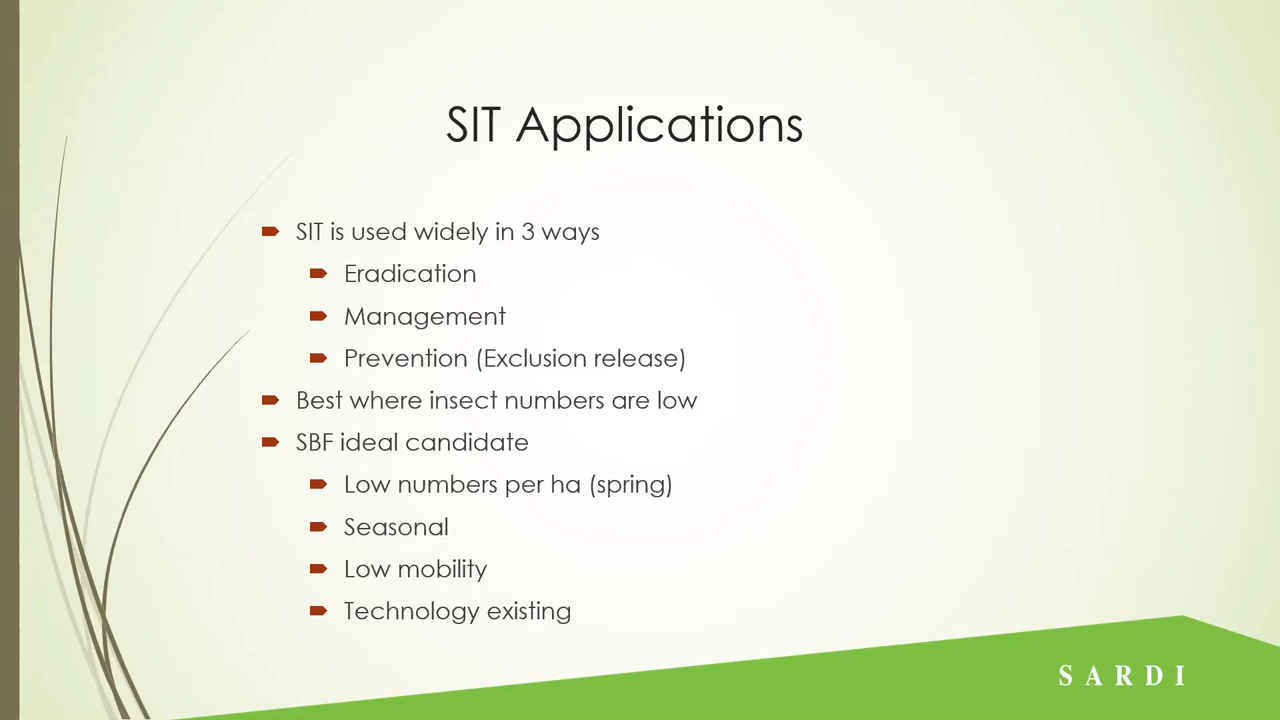 SIT Applications
SIT is used widely in 3 ways
Eradication
Management
Prevention (Exclusion release)
Best where insect numbers are low
SBF ideal candidate
Low numbers per ha (spring)
Seasonal
Low mobility
Technology existing
SARDI